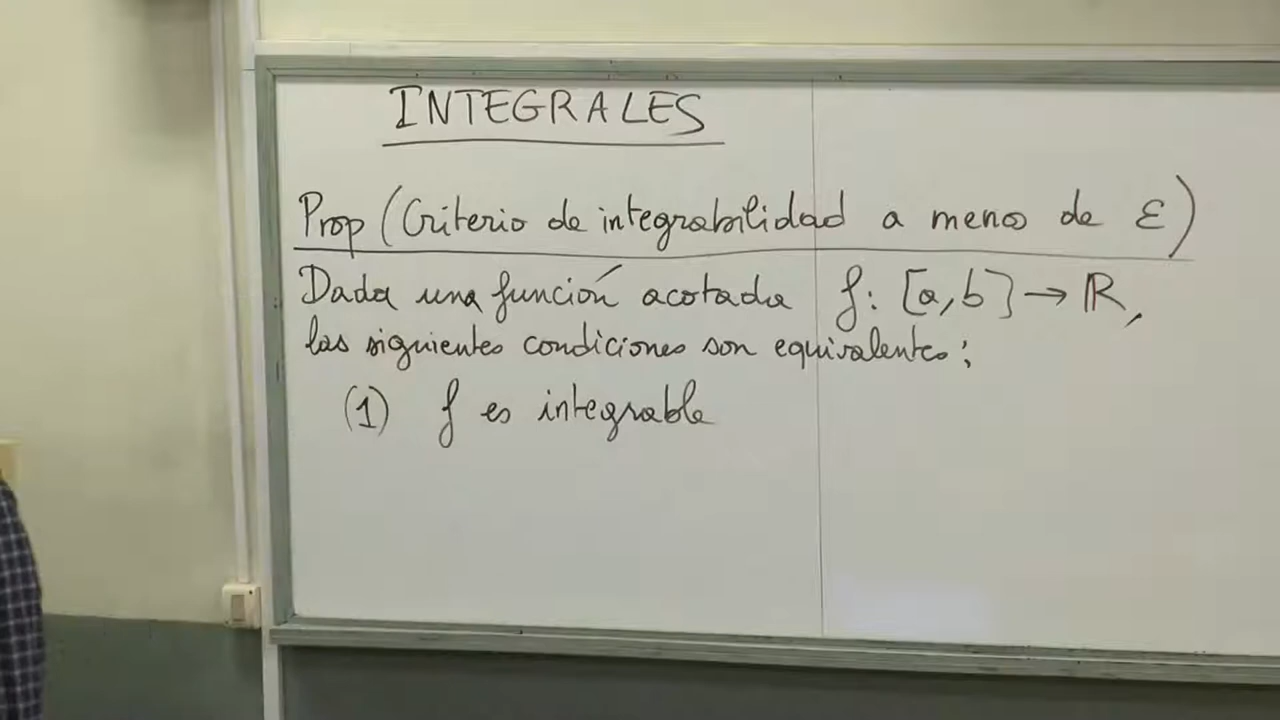 INTEGRALES
Prop (Criterio de integrabilidad a menos de ε)
Dada una función acotada f: [a,b] → ℝ,
las siguientes condiciones son equivalentes:
(1) f es integrable